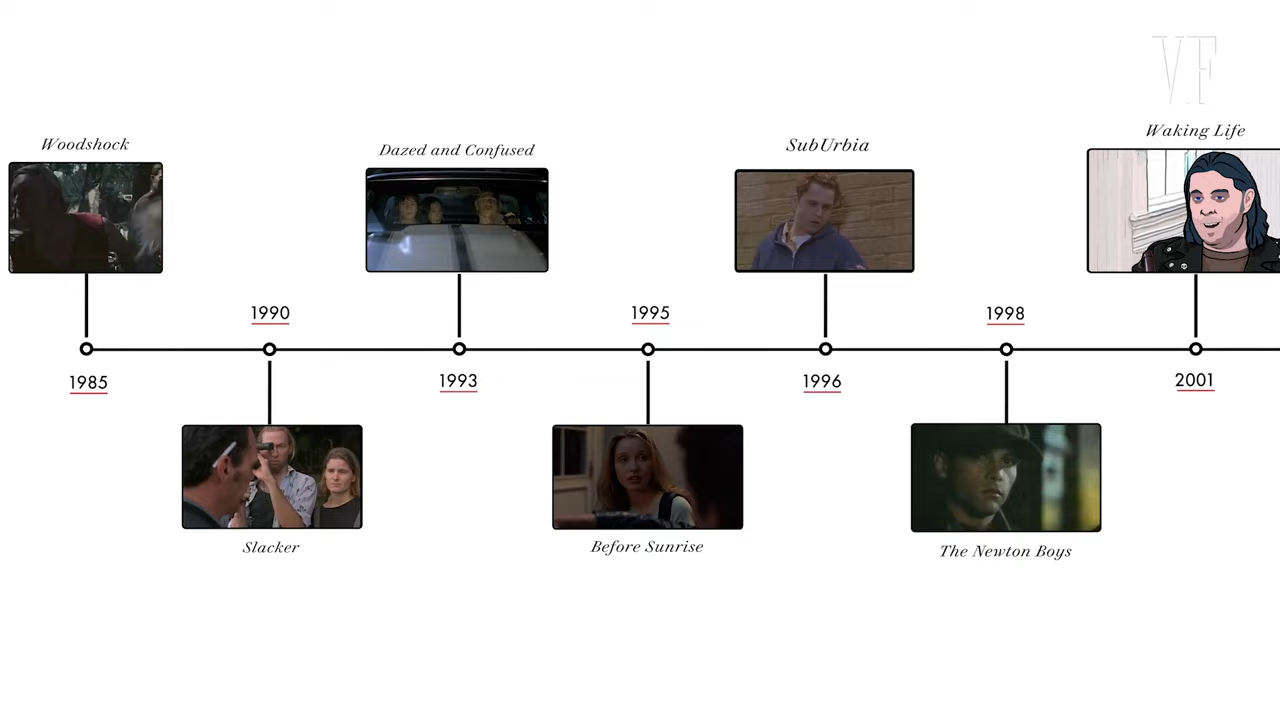 VF
Woodshock
Dazed and Confused
SubUrbia
Waking Life
1990
1995
1998
1985
1993
1996
2001
Slacker
Before Sunrise
The Newton Boys